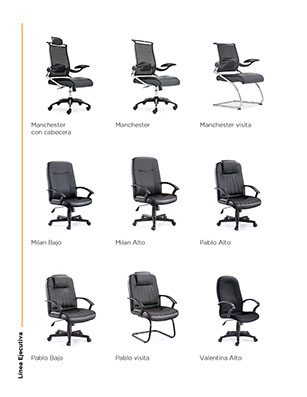 Manchester
con cabecera
Manchester
Manchester visita
Milan Bajo
Milan Alto
Pablo Alto
Pablo Bajo
Pablo visita
Valentina Alto
Línea Ejecutiva